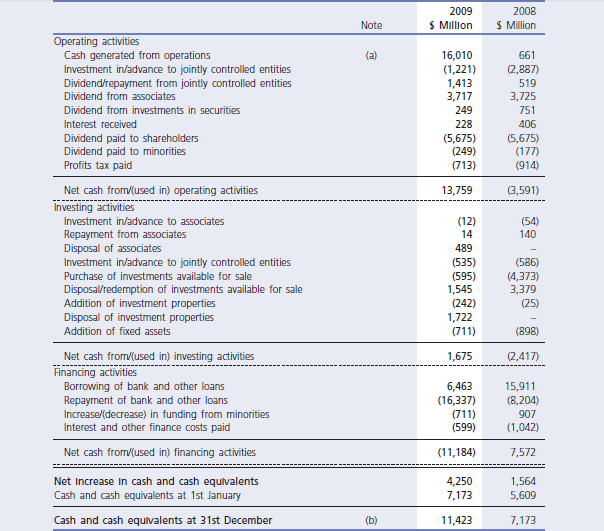 2009 2008
Note $ Million $ Million
Operating activities
Cash generated from operations (a) 16,010 661
Investment in/advance to jointly controlled entities (1,221) (2,887)
Dividend/repayment from jointly controlled entities 1,413 519
Dividend from associates 3,717 3,725
Dividend from investments in securities 249 751
Interest received 228 406
Dividend paid to shareholders (5,675) (5,675)
Dividend paid to minorities (249) (177)
Profits tax paid (713) (914)
Net cash from/(used in) operating activities 13,759 (3,591)
Investing activities
Investment in/advance to associates (12) (54)
Repayment from associates 14 140
Disposal of associates 489 –
Investment in/advance to jointly controlled entities (535) (586)
Purchase of investments available for sale (595) (4,373)
Disposal/redemption of investments available for sale 1,545 3,379
Addition of investment properties (242) (25)
Disposal of investment properties 1,722 –
Addition of fixed assets (711) (898)
Net cash from/(used in) investing activities 1,675 (2,417)
Financing activities
Borrowing of bank and other loans 6,463 15,911
Repayment of bank and other loans (16,337) (8,204)
Increase/(decrease) in funding from minorities (711) 907
Interest and other finance costs paid (599) (1,042)
Net cash from/(used in) financing activities (11,184) 7,572
Net increase in cash and cash equivalents 4,250 1,564
Cash and cash equivalents at 1st January 7,173 5,609
Cash and cash equivalents at 31st December (b) 11,423 7,173